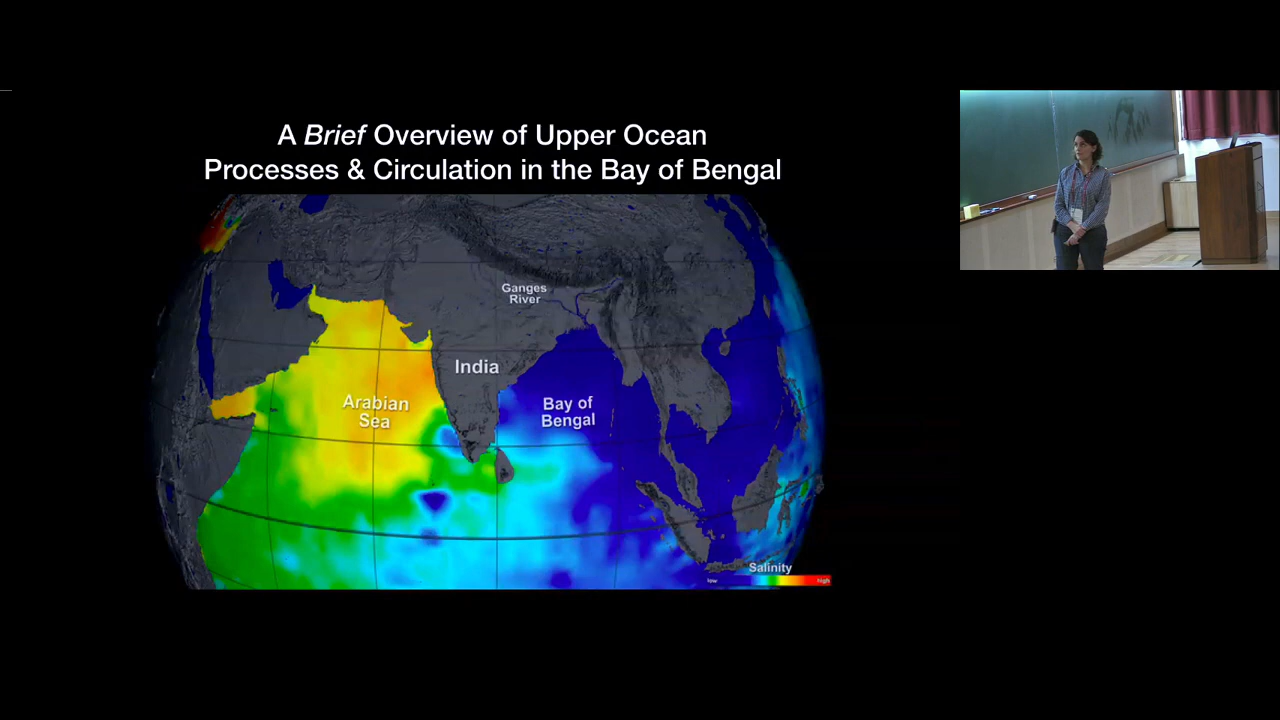 A Brief Overview of Upper Ocean
Processes & Circulation in the Bay of Bengal
Ganges
River
India
Arabian
Sea
Bay of
Bengal
Salinity
low
high